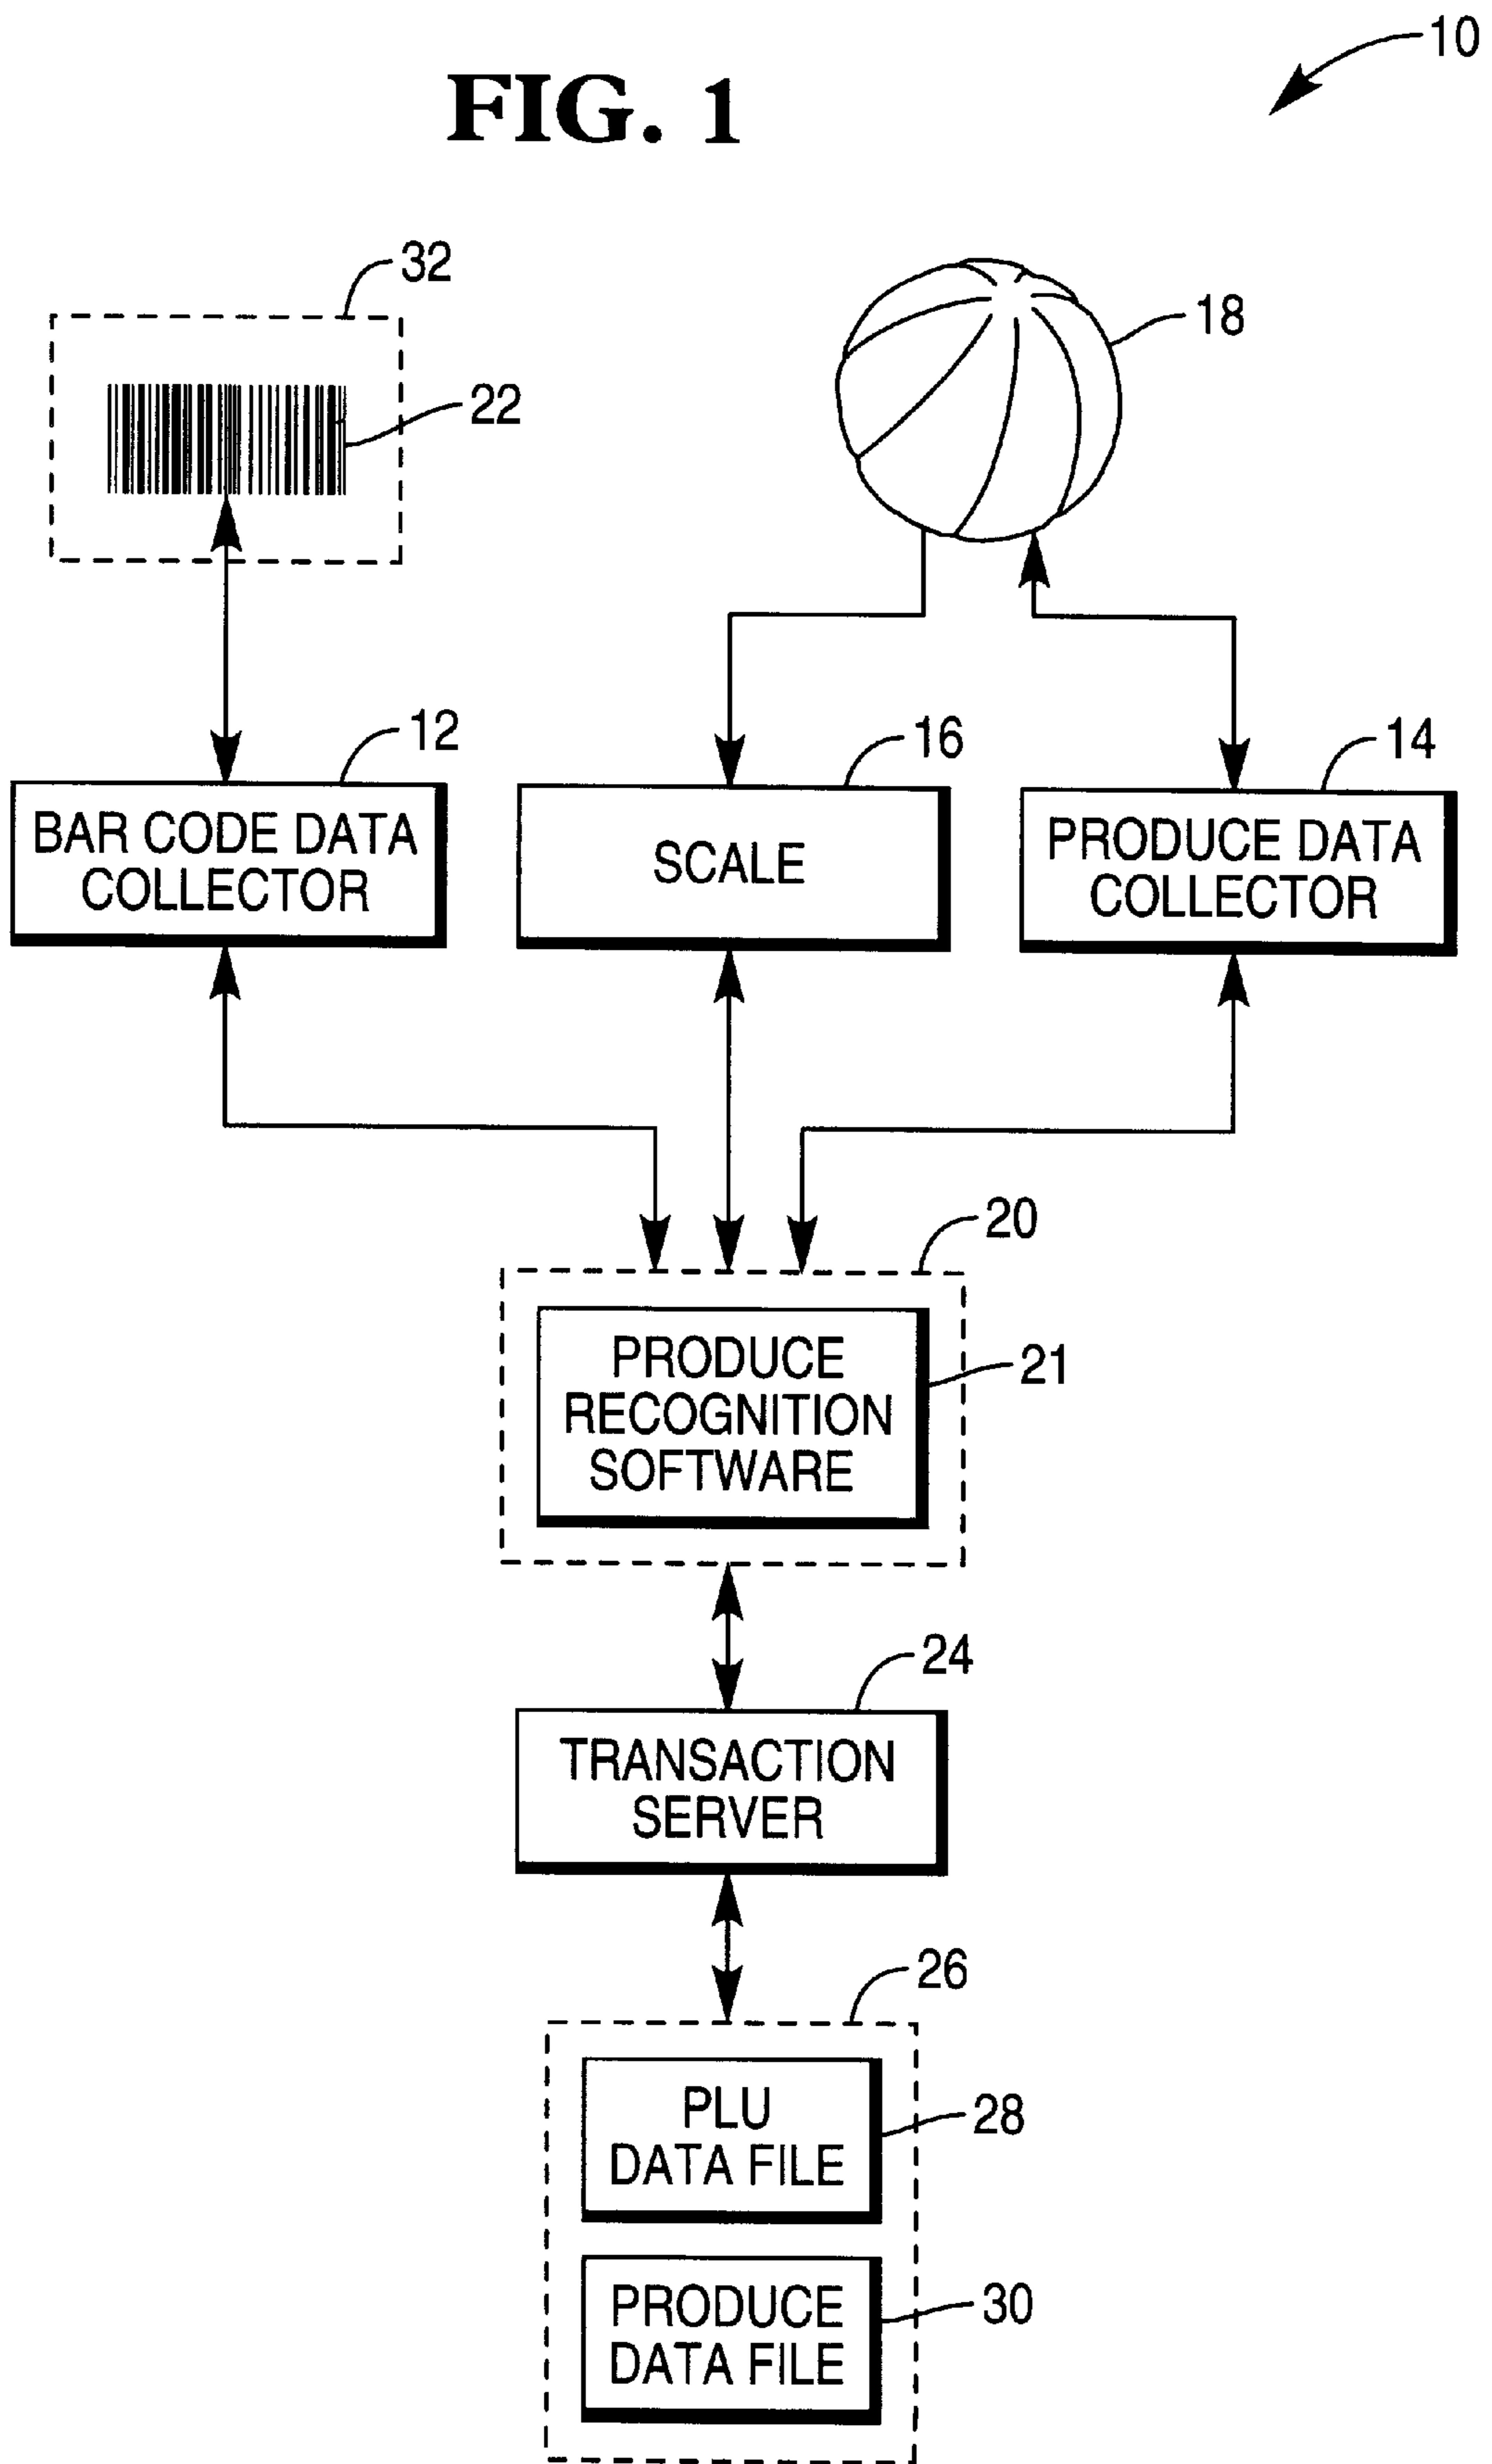 10
FIG. 1
32
18
22
12
16
14
BAR CODE DATA
COLLECTOR
SCALE
PRODUCE DATA
COLLECTOR
20
PRODUCE
RECOGNITION
SOFTWARE
21
24
TRANSACTION
SERVER
26
PLU
DATA FILE
28
PRODUCE
DATA FILE
30